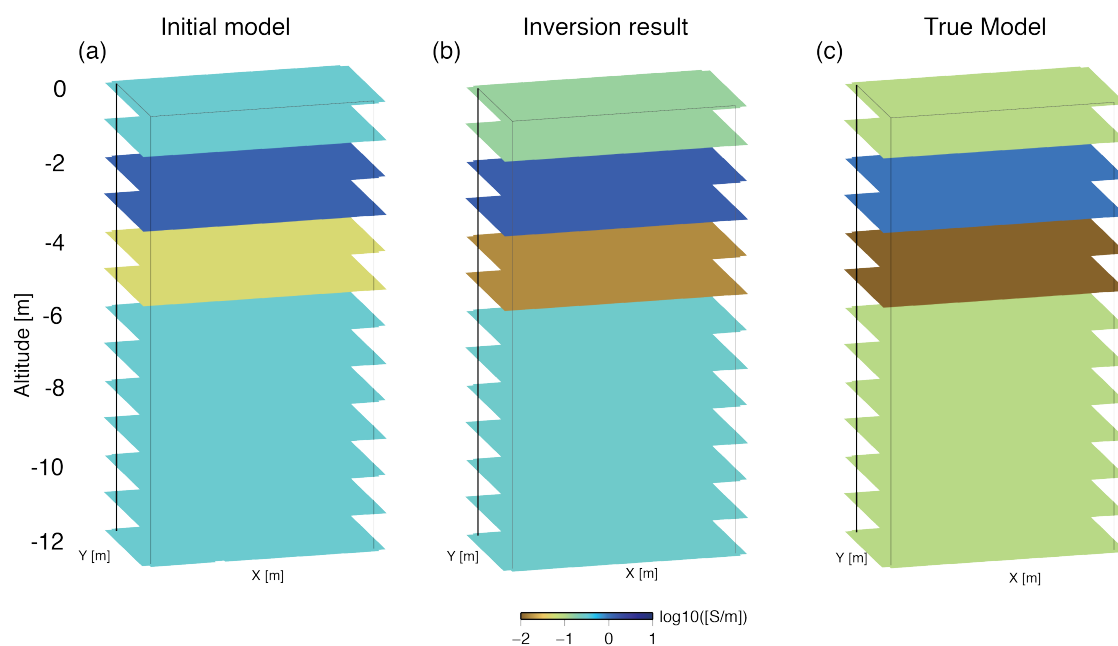 Initial model
Inversion result
True Model
(a)
(b)
(c)
0
-2
-4
-6
-8
-10
-12
Altitude [m]
Y [m]
X [m]
Y [m]
X [m]
Y [m]
X [m]
log10([S/m])
−2 −1 0 1